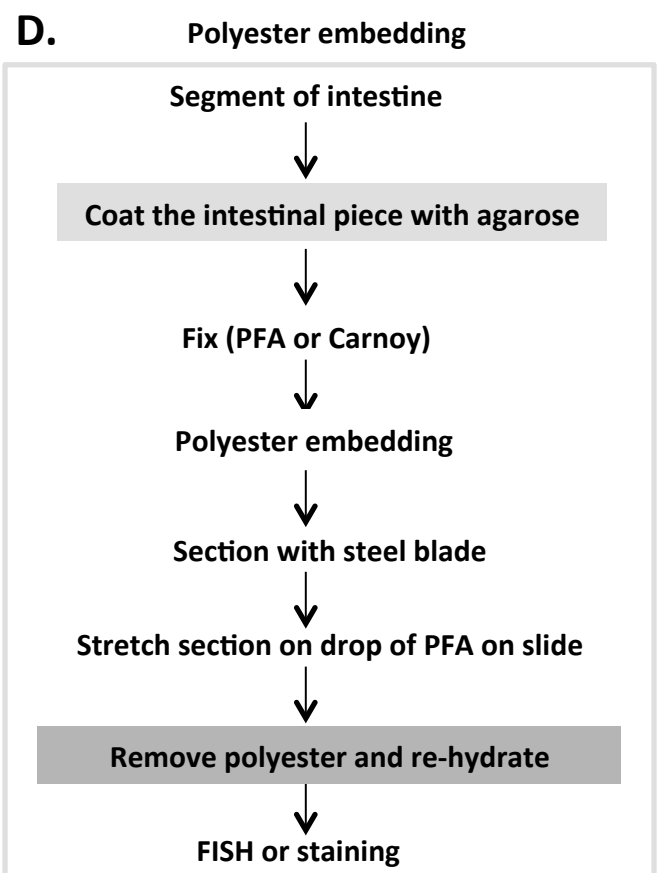 D.
Polyester embedding
Segment of intestine
Coat the intestinal piece with agarose
Fix (PFA or Carnoy)
Polyester embedding
Section with steel blade
Stretch section on drop of PFA on slide
Remove polyester and re-hydrate
FISH or staining